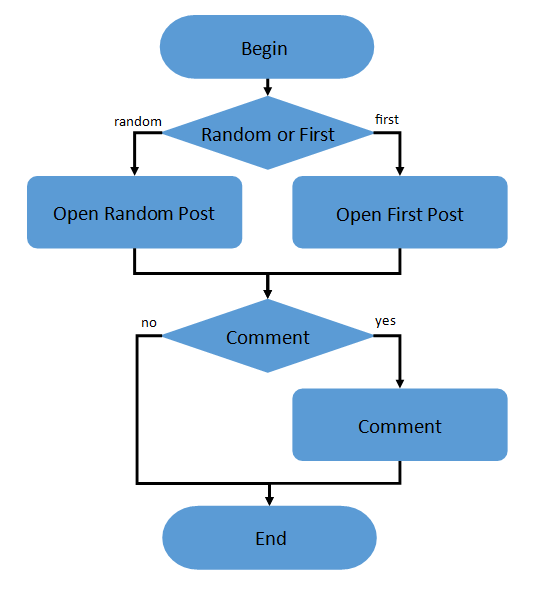 Begin
random
first
Random or First
Open Random Post
Open First Post
no
yes
Comment
Comment
End